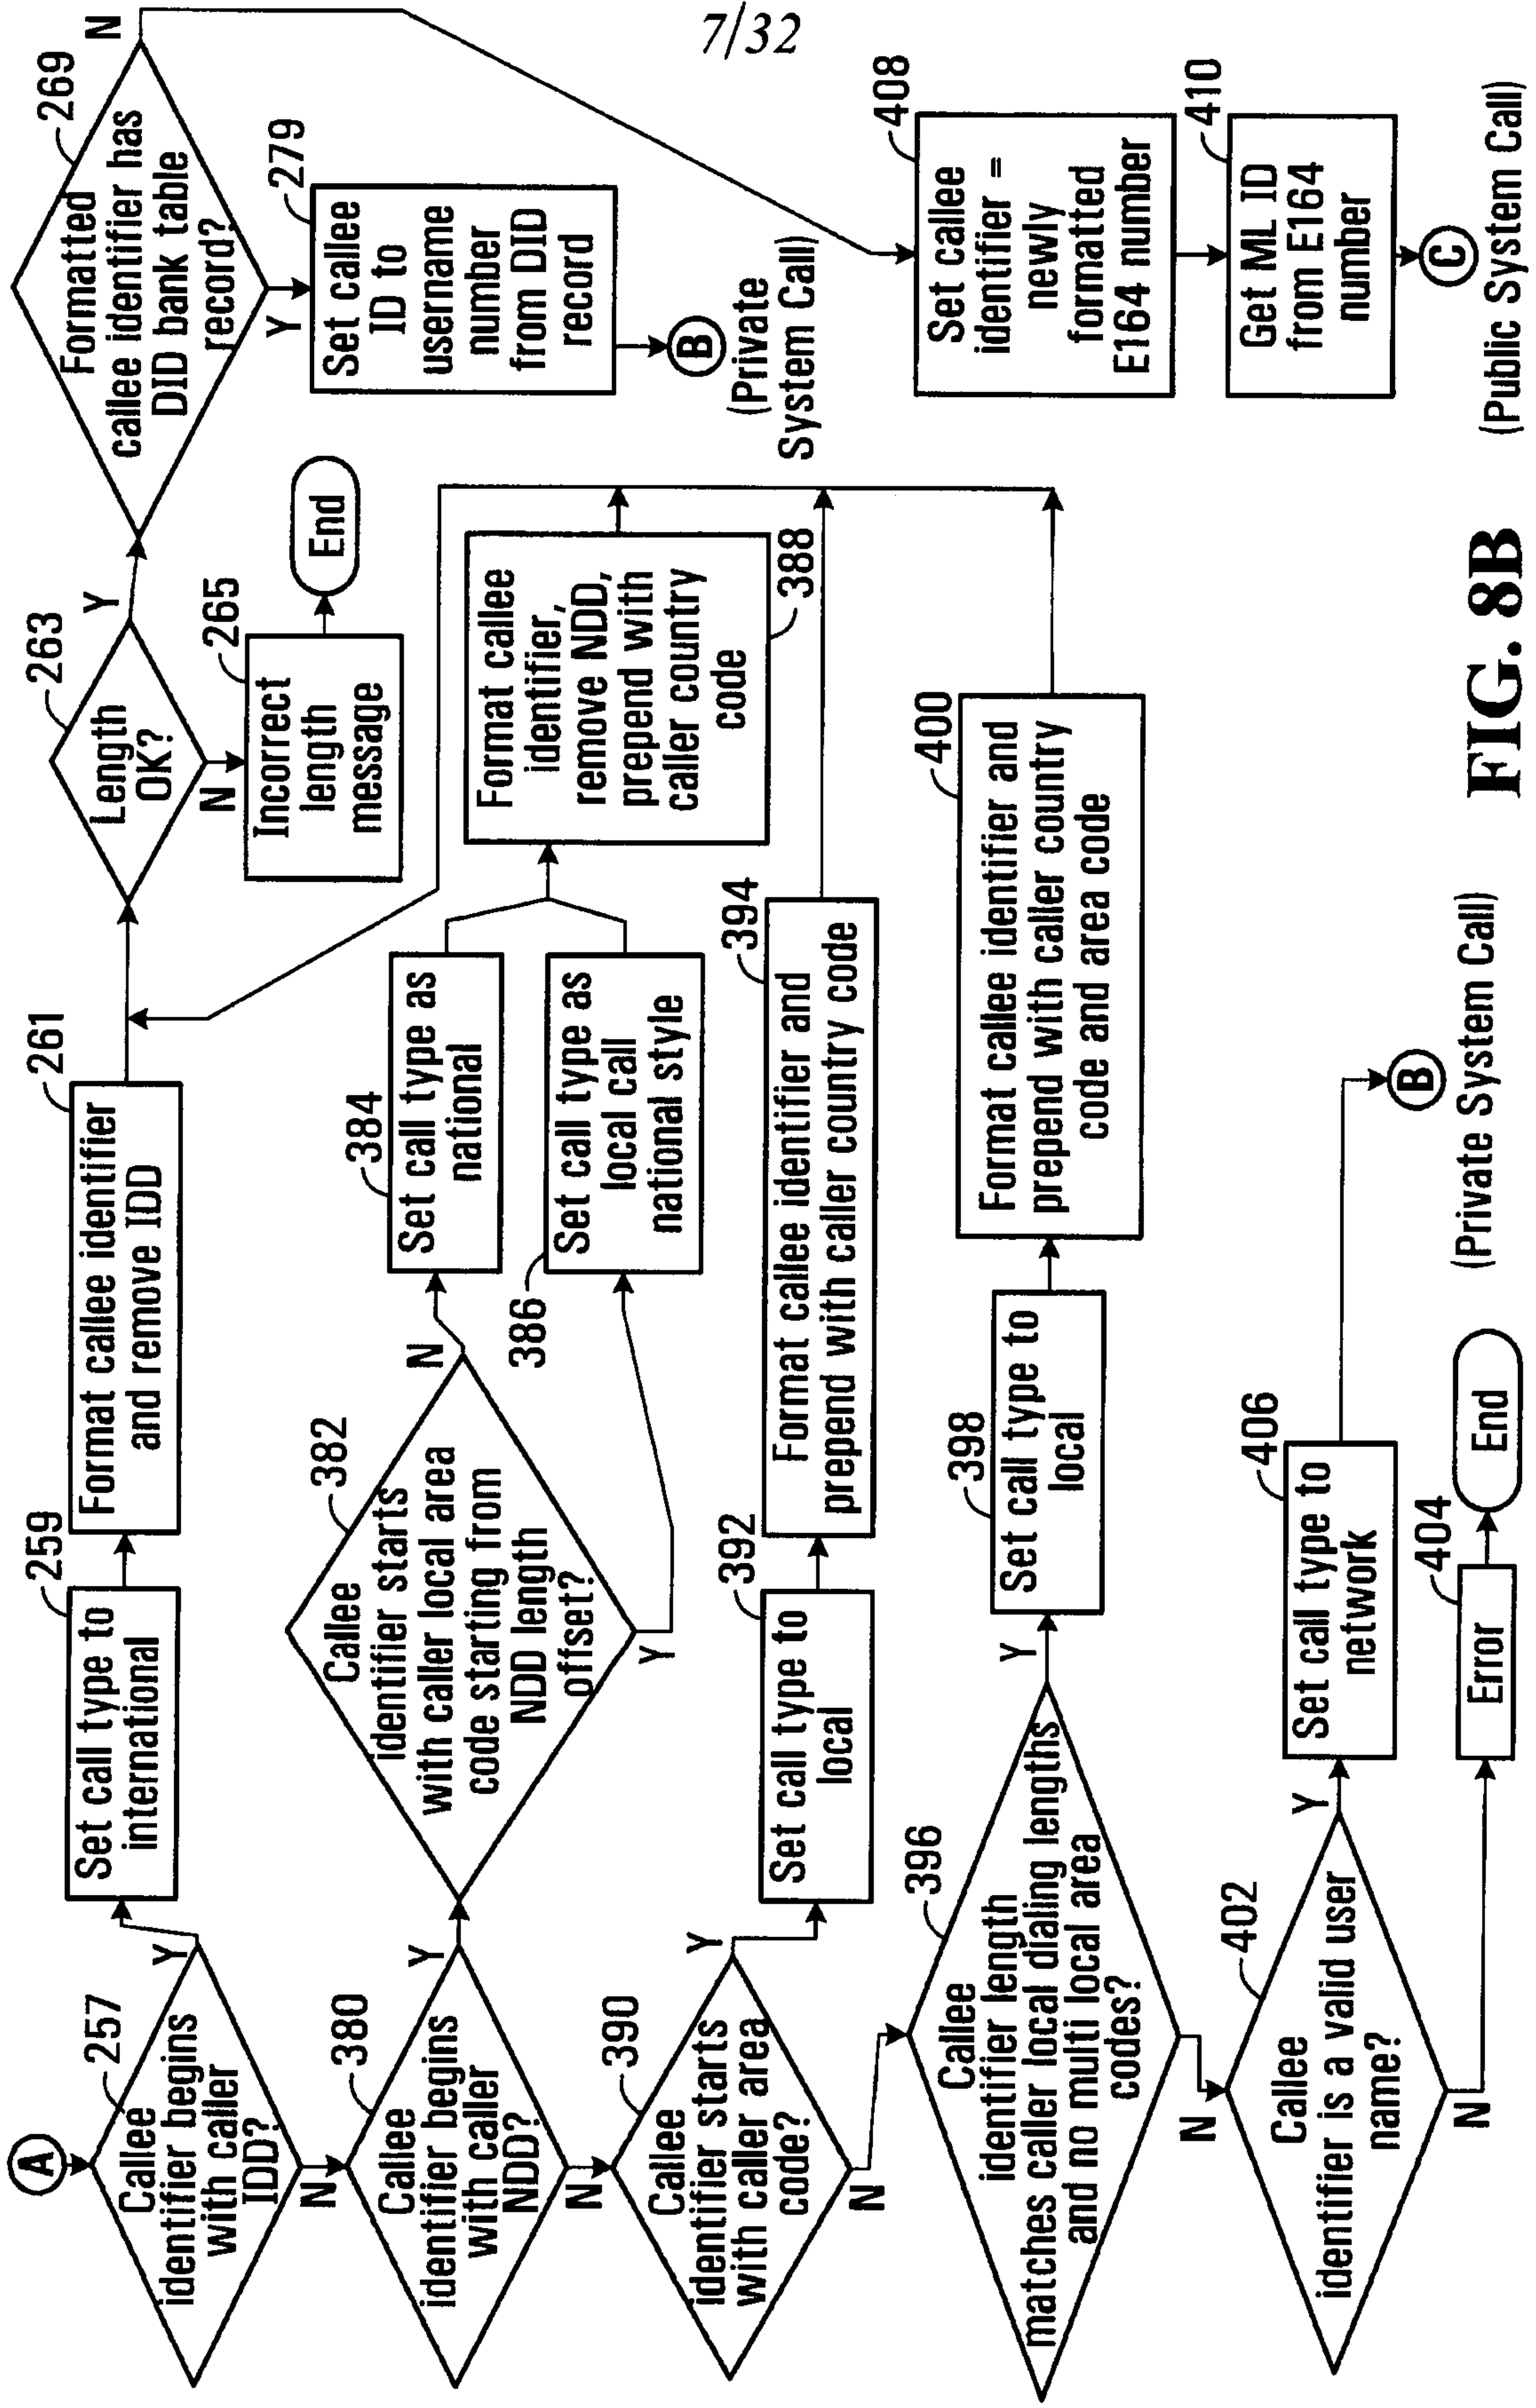 7/32
A
257
Callee
identifier begins
with caller
IDD?
Y
N
259
Set call type to
international
261
Format callee identifier
and remove IDD
263
Length
OK?
Y
N
265
Incorrect
length
message
End
269
Formatted
callee identifier has
DID bank table
record?
N
Y
279
Set callee
ID to
username
number
from DID
record
B
(Private
System Call)
380
Callee
identifier begins
with caller
NDD?
Y
N
382
Callee
identifier starts
with caller local area
code starting from
NDD length
offset?
N
Y
384
Set call type as
national
386
Set call type as
local call
national style
Format callee
identifier,
remove NDD,
prepend with
caller country
code
388
390
Callee
identifier starts
with caller area
code?
Y
N
392
Set call type to
local
394
Format callee identifier and
prepend with caller country code
396
Callee
identifier length
matches caller local dialing lengths
and no multi local area
codes?
Y
N
398
Set call type to
local
400
Format callee identifier and
prepend with caller country
code and area code
408
Set callee
identifier =
newly
formatted
E164 number
410
Get ML ID
from E164
number
C
(Public System Call)
402
Callee
identifier is a valid user
name?
Y
N
406
Set call type to
network
B
(Private System Call)
404
Error
End
FIG. 8B